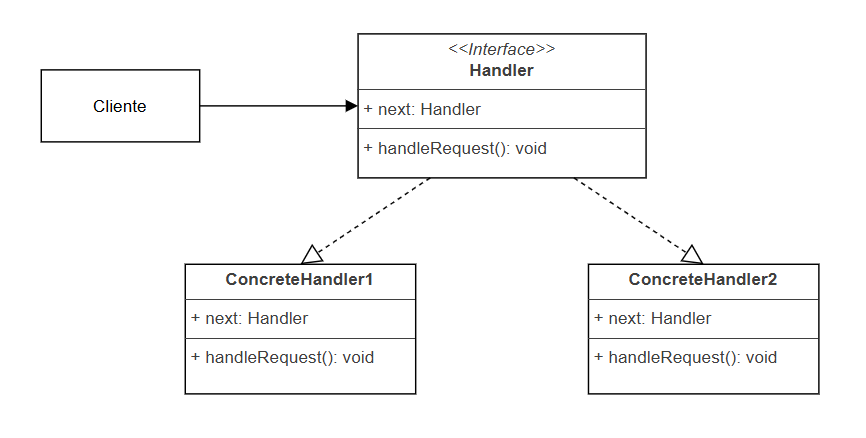 <<Interface>>
Handler
Cliente
+ next: Handler
+ handleRequest(): void
ConcreteHandler1
+ next: Handler
+ handleRequest(): void
ConcreteHandler2
+ next: Handler
+ handleRequest(): void